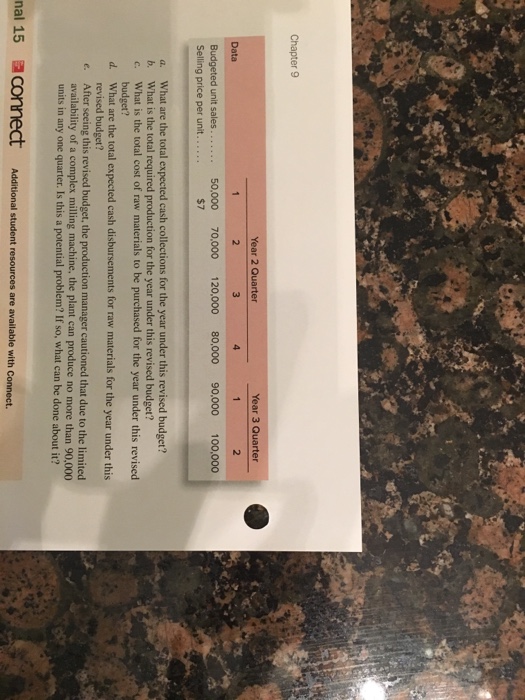 Chapter 9
Year 2 Quarter Year 3 Quarter
Data 1 2 3 4 1 2
Budgeted unit sales . . . . . . . 50,000 70,000 120,000 80,000 90,000 100,000
Selling price per unit . . . . . . $7
a. What are the total expected cash collections for the year under this revised budget?
b. What is the total required production for the year under this revised budget?
c. What is the total cost of raw materials to be purchased for the year under this revised
budget?
d. What are the total expected cash disbursements for raw materials for the year under this
revised budget?
e. After seeing this revised budget, the production manager cautioned that due to the limited
availability of a complex milling machine, the plant can produce no more than 90,000
units in any one quarter. Is this a potential problem? If so, what can be done about it?
nal 15 connect Additional student resources are available with Connect.